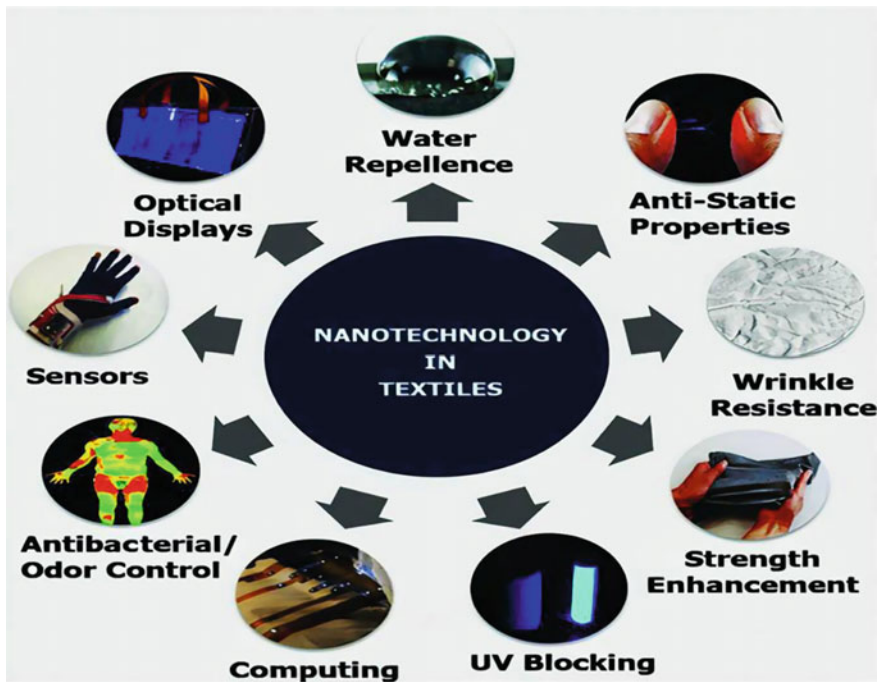 Water
Repellence
Anti-Static
Properties
Wrinkle
Resistance
Strength
Enhancement
UV Blocking
Computing
Antibacterial/
Odor Control
Sensors
Optical
Displays
NANOTECHNOLOGY
IN
TEXTILES